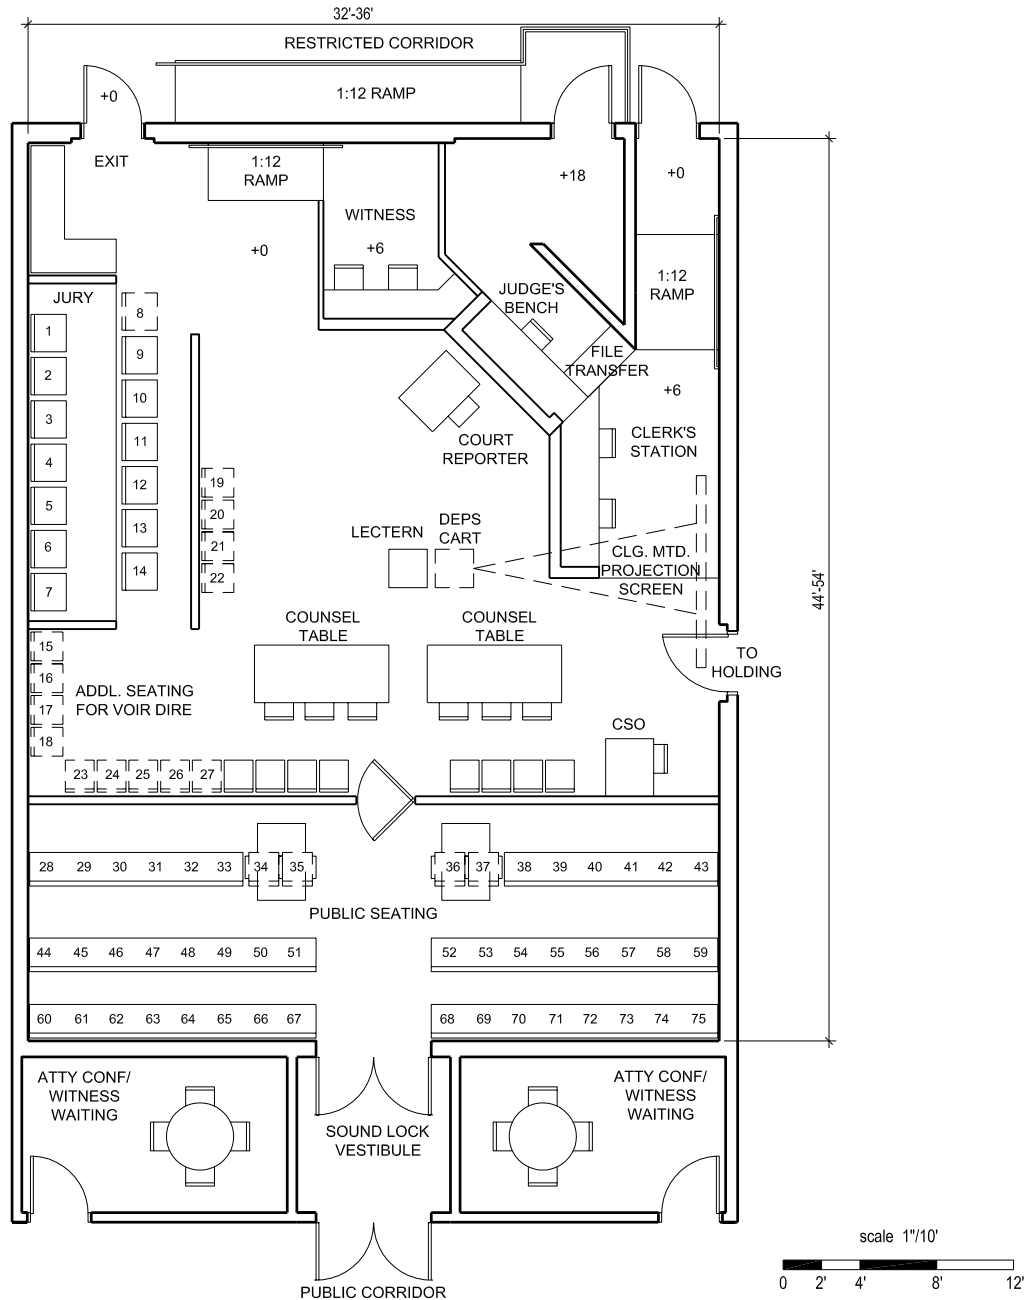 32'-36'
RESTRICTED CORRIDOR
1:12 RAMP
+0
EXIT
1:12
RAMP
+18
+0
WITNESS
+0
+6
1:12
RAMP
JUDGE'S
BENCH
JURY
8
1
9
FILE
TRANSFER
2
+6
10
3
CLERK'S
STATION
11
COURT
REPORTER
4
12
19
5
20
13
LECTERN
DEPS
CART
21
6
CLG. MTD.
PROJECTION
SCREEN
14
22
7
44'-54'
COUNSEL
TABLE
COUNSEL
TABLE
15
TO
HOLDING
16
ADDL. SEATING
FOR VOIR DIRE
17
18
CSO
23 24 25 26 27
28 29 30 31 32 33 34 35 36 37 38 39 40 41 42 43
PUBLIC SEATING
44 45 46 47 48 49 50 51 52 53 54 55 56 57 58 59
60 61 62 63 64 65 66 67 68 69 70 71 72 73 74 75
ATTY CONF/
WITNESS
WAITING
ATTY CONF/
WITNESS
WAITING
SOUND LOCK
VESTIBULE
PUBLIC CORRIDOR
scale 1"/10'
0 2' 4' 8' 12'